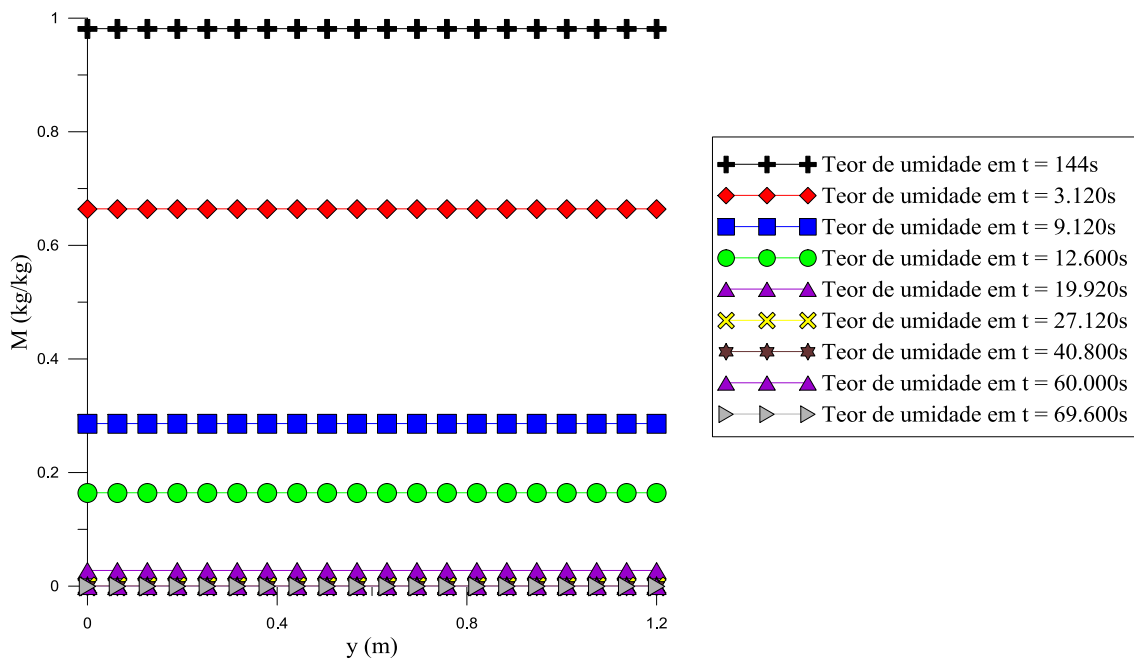 1
0.8
0.6
0.4
0.2
0
M (kg/kg)
0
0.4
0.8
1.2
y (m)
Teor de umidade em t = 144s
Teor de umidade em t = 3.120s
Teor de umidade em t = 9.120s
Teor de umidade em t = 12.600s
Teor de umidade em t = 19.920s
Teor de umidade em t = 27.120s
Teor de umidade em t = 40.800s
Teor de umidade em t = 60.000s
Teor de umidade em t = 69.600s